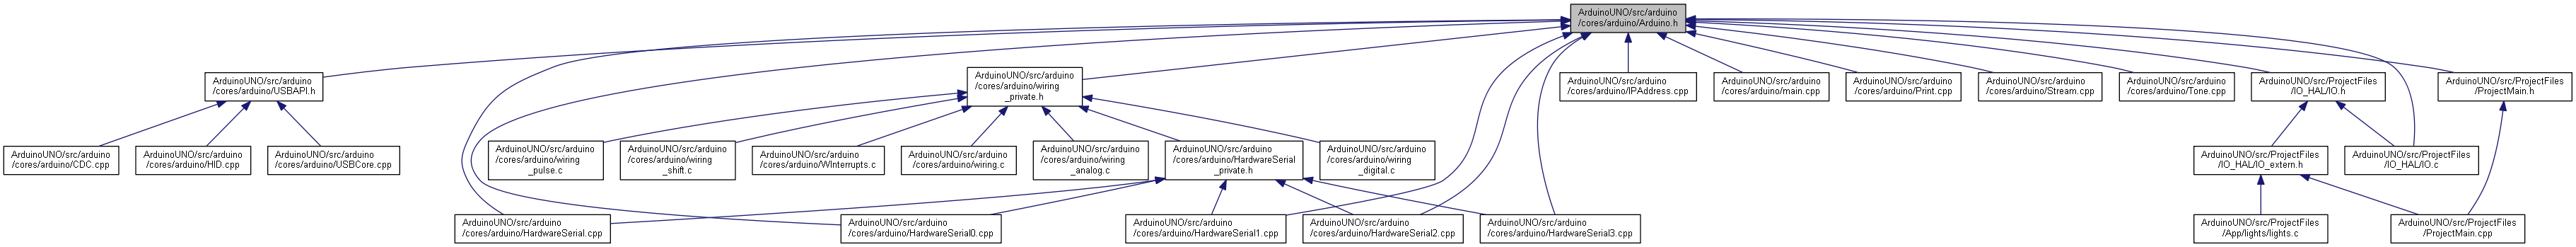 ArduinoUNO/src/arduino
/cores/arduino/Arduino.h
ArduinoUNO/src/arduino
/cores/arduino/USBAPI.h
ArduinoUNO/src/arduino
/cores/arduino/wiring
_private.h
ArduinoUNO/src/arduino
/cores/arduino/IPAddress.cpp
ArduinoUNO/src/arduino
/cores/arduino/main.cpp
ArduinoUNO/src/arduino
/cores/arduino/Print.cpp
ArduinoUNO/src/arduino
/cores/arduino/Stream.cpp
ArduinoUNO/src/arduino
/cores/arduino/Tone.cpp
ArduinoUNO/src/ProjectFiles
/IO_HAL/IO.h
ArduinoUNO/src/ProjectFiles
/ProjectMain.h
ArduinoUNO/src/arduino
/cores/arduino/CDC.cpp
ArduinoUNO/src/arduino
/cores/arduino/HID.cpp
ArduinoUNO/src/arduino
/cores/arduino/USBCore.cpp
ArduinoUNO/src/arduino
/cores/arduino/wiring
_pulse.c
ArduinoUNO/src/arduino
/cores/arduino/wiring
_shift.c
ArduinoUNO/src/arduino
/cores/arduino/WInterrupts.c
ArduinoUNO/src/arduino
/cores/arduino/wiring.c
ArduinoUNO/src/arduino
/cores/arduino/wiring
_analog.c
ArduinoUNO/src/arduino
/cores/arduino/HardwareSerial
_private.h
ArduinoUNO/src/arduino
/cores/arduino/wiring
_digital.c
ArduinoUNO/src/ProjectFiles
/IO_HAL/IO_extern.h
ArduinoUNO/src/ProjectFiles
/IO_HAL/IO.c
ArduinoUNO/src/arduino
/cores/arduino/HardwareSerial.cpp
ArduinoUNO/src/arduino
/cores/arduino/HardwareSerial0.cpp
ArduinoUNO/src/arduino
/cores/arduino/HardwareSerial1.cpp
ArduinoUNO/src/arduino
/cores/arduino/HardwareSerial2.cpp
ArduinoUNO/src/arduino
/cores/arduino/HardwareSerial3.cpp
ArduinoUNO/src/ProjectFiles
/App/lights/lights.c
ArduinoUNO/src/ProjectFiles
/ProjectMain.cpp